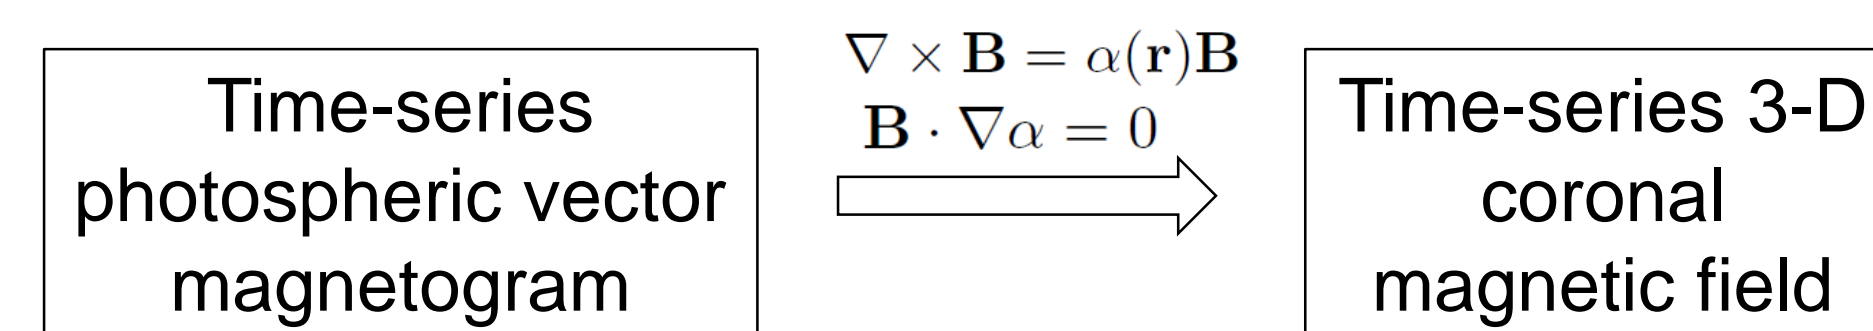 Time-series
photospheric vector
magnetogram
∇ × B = α(r)B
B · ∇α = 0
Time-series 3-D
coronal
magnetic field